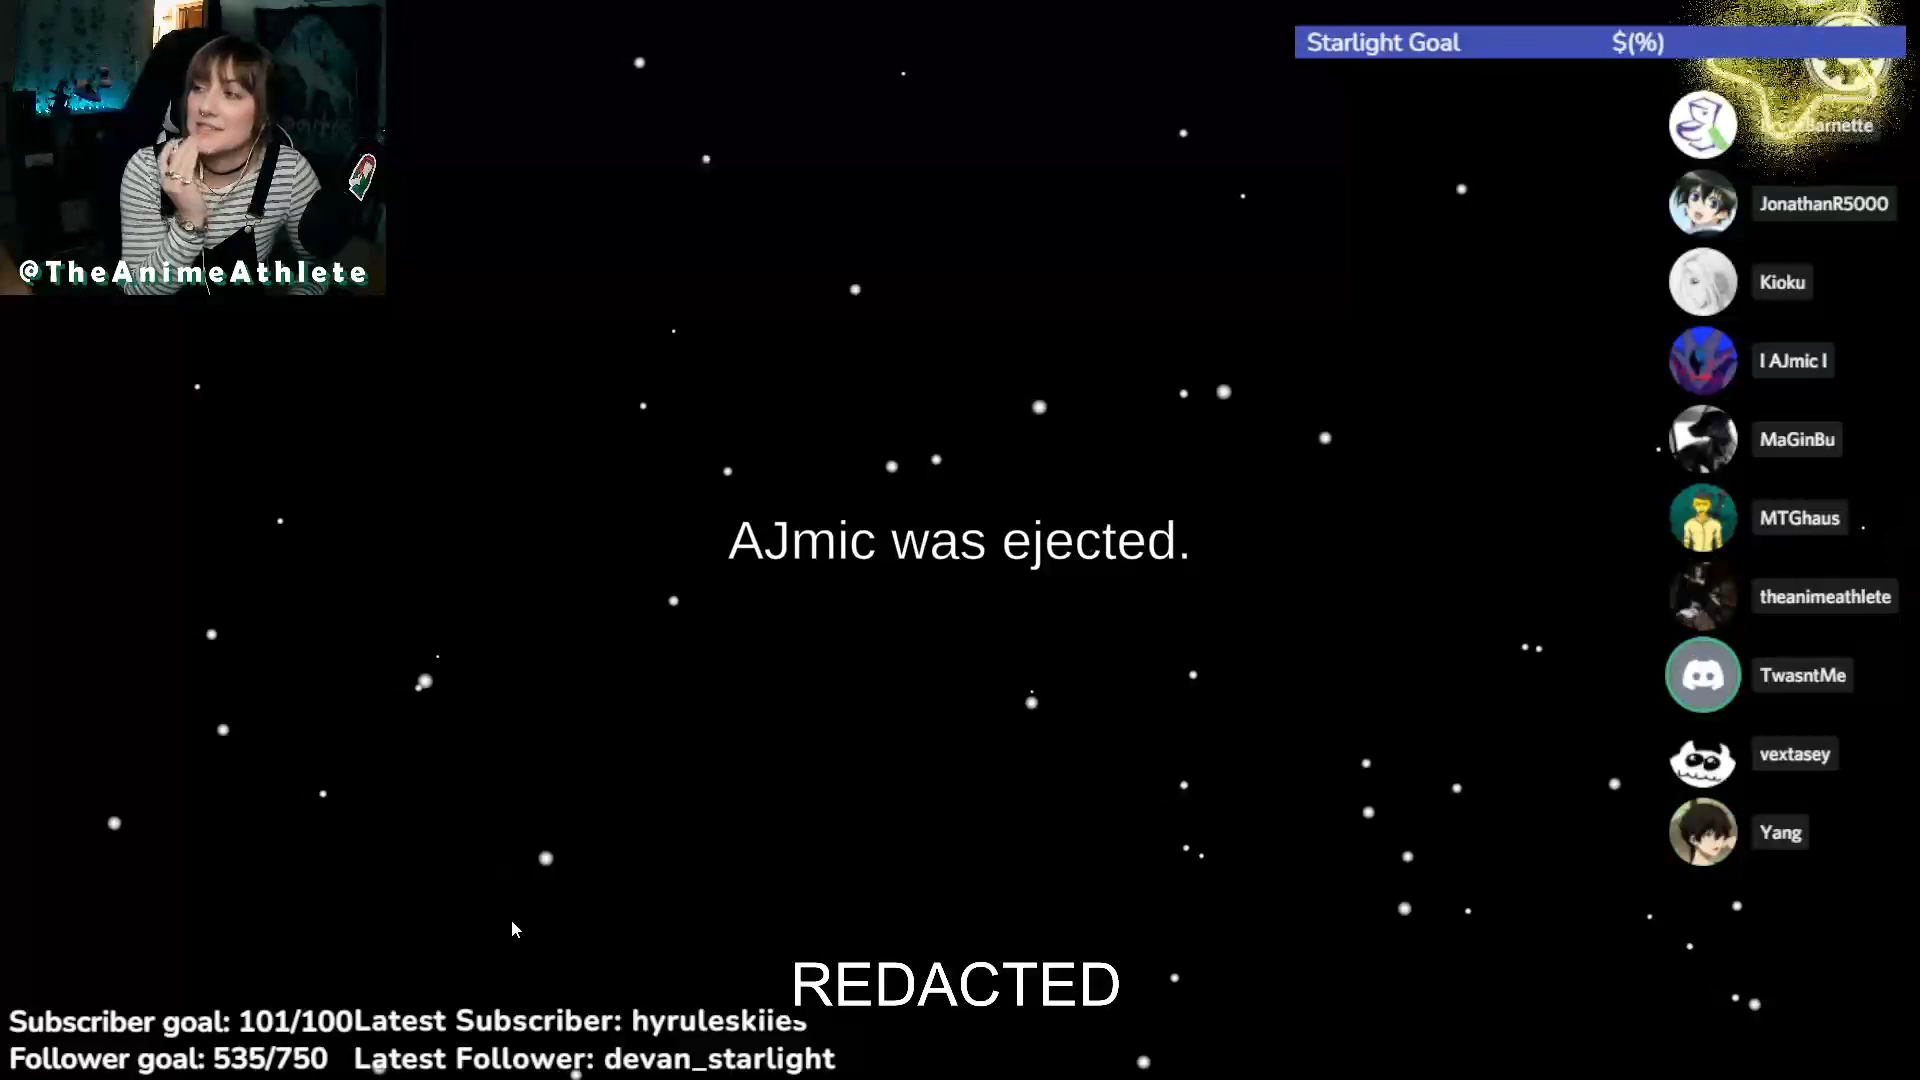 Starlight Goal $(%)
Barnette
JonathanR5000
Kioku
l AJmic l
MaGinBu
MTGhaus
theanimeathlete
TwasntMe
vextasey
Yang
@TheAnimeAthlete
AJmic was ejected.
REDACTED
Subscriber goal: 101/100Latest Subscriber: hyruleskiies
Follower goal: 535/750 Latest Follower: devan_starlight